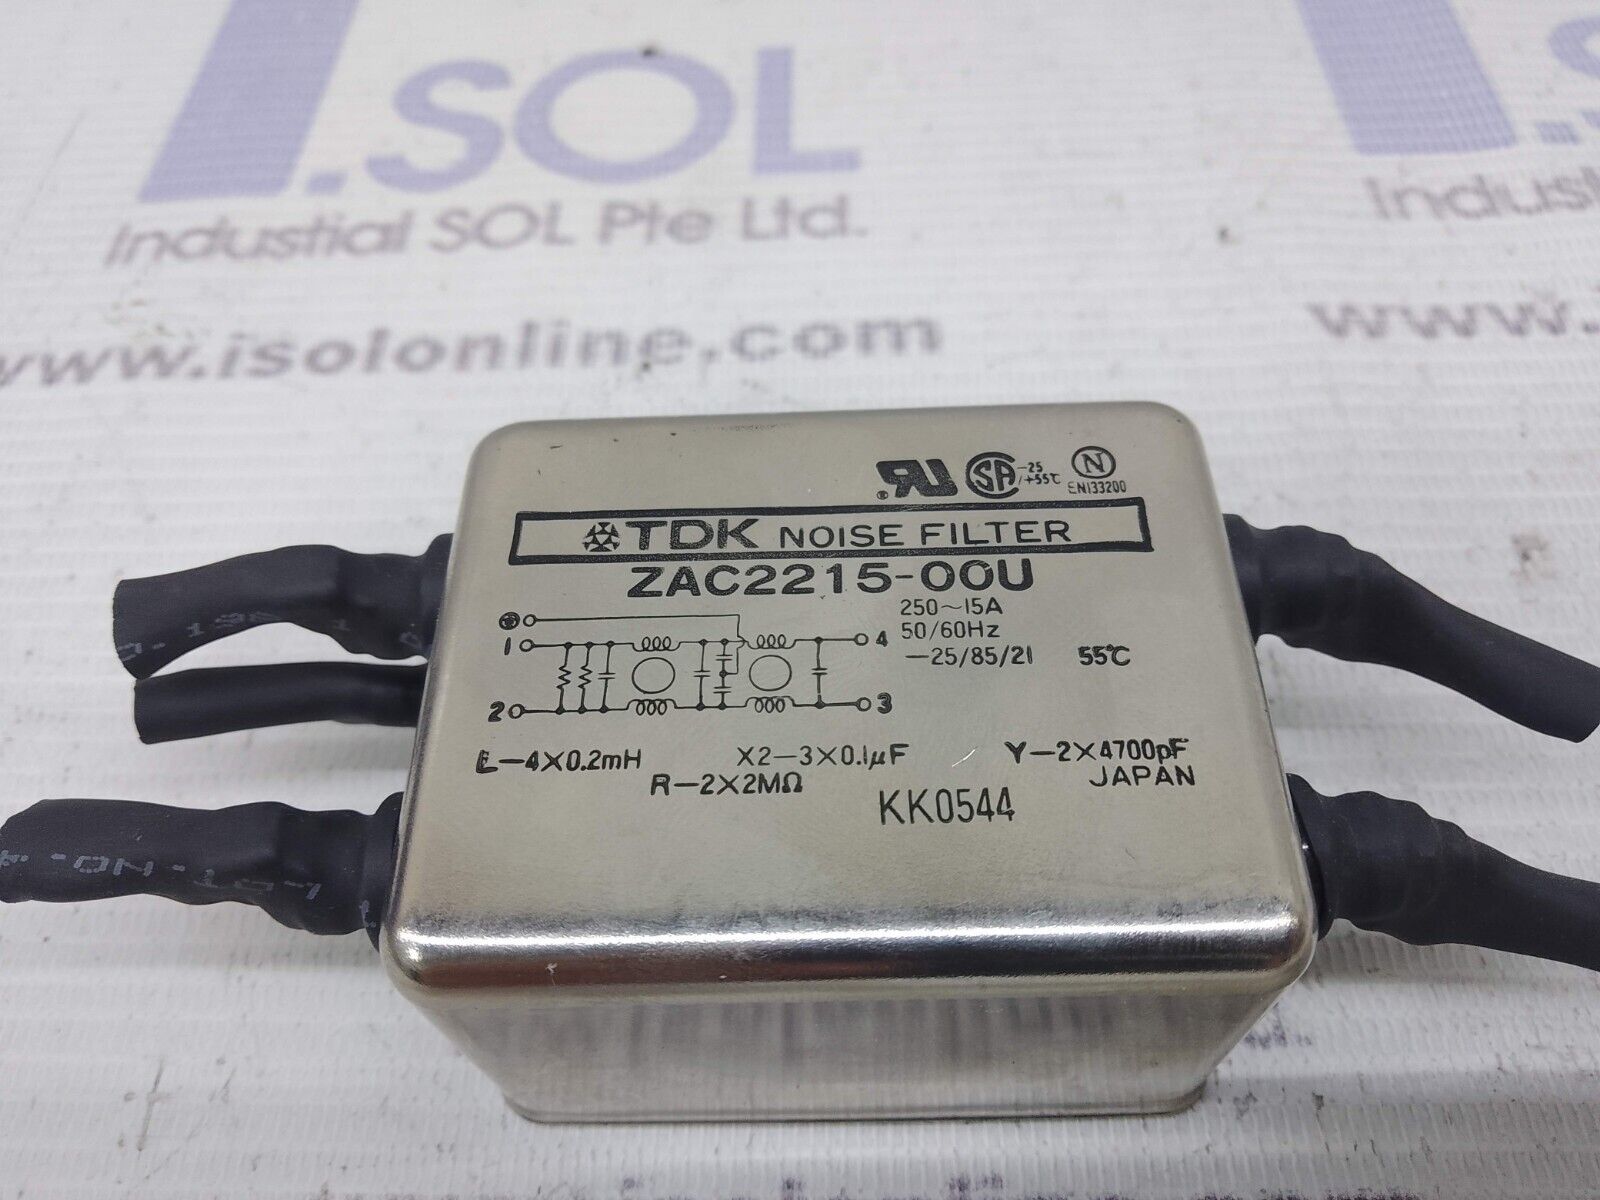 I.SOL
Industial SOL Pte Ltd.
Indus
www.isolonline.com
www.
-25
SA /+55℃ N
EN133200
TDK NOISE FILTER
ZAC2215-00U
250~15A
50/60Hz
-25/85/21 55℃
1 4
2 3
L-4×0.2mH X2-3×0.1μF Y-2×4700pF
R-2×2MΩ JAPAN
KK0544